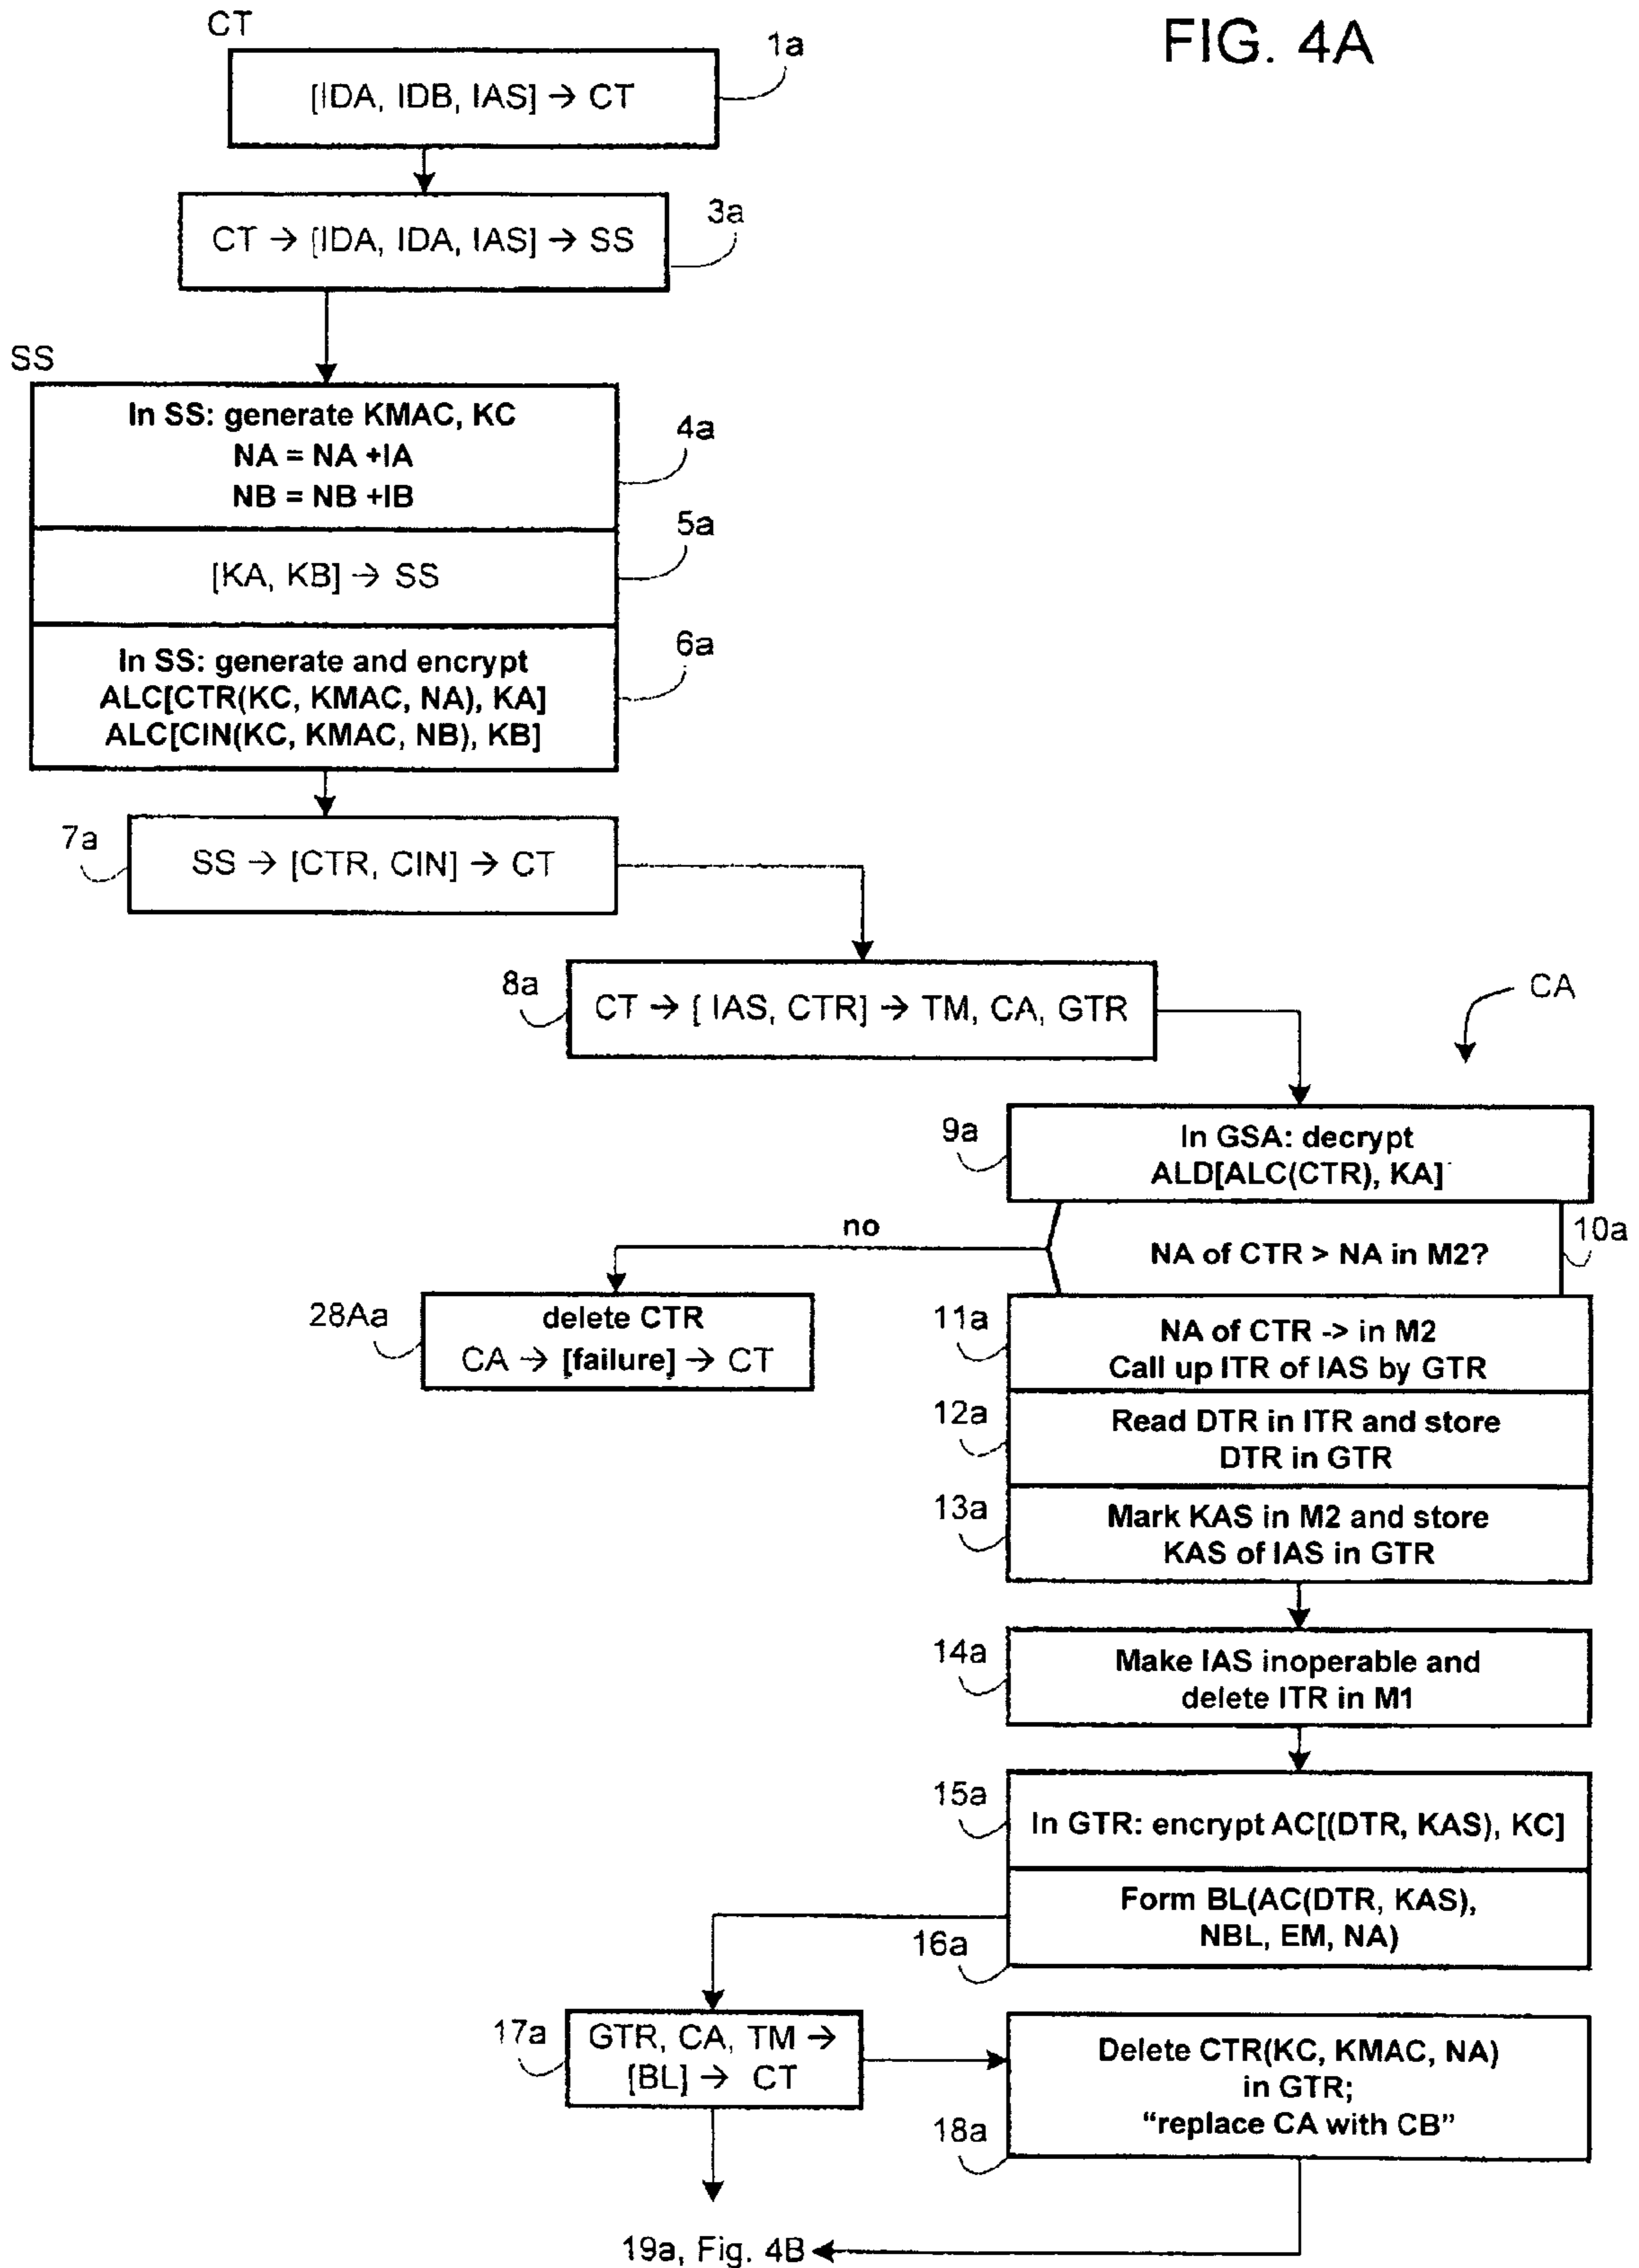 FIG. 4A
CT
1a
[IDA, IDB, IAS] → CT
3a
CT → [IDA, IDA, IAS] → SS
SS
In SS: generate KMAC, KC
NA = NA +IA
NB = NB +IB
4a
5a
[KA, KB] → SS
6a
In SS: generate and encrypt
ALC[CTR(KC, KMAC, NA), KA]
ALC[CIN(KC, KMAC, NB), KB]
7a
SS → [CTR, CIN] → CT
8a
CT → [ IAS, CTR] → TM, CA, GTR
CA
9a
In GSA: decrypt
ALD[ALC(CTR), KA]
no
10a
NA of CTR > NA in M2?
28Aa
delete CTR
CA → [failure] → CT
11a
NA of CTR -> in M2
Call up ITR of IAS by GTR
12a
Read DTR in ITR and store
DTR in GTR
13a
Mark KAS in M2 and store
KAS of IAS in GTR
14a
Make IAS inoperable and
delete ITR in M1
15a
In GTR: encrypt AC[(DTR, KAS), KC]
Form BL(AC(DTR, KAS),
NBL, EM, NA)
16a
17a
GTR, CA, TM →
[BL] → CT
Delete CTR(KC, KMAC, NA)
in GTR;
“replace CA with CB”
18a
19a, Fig. 4B